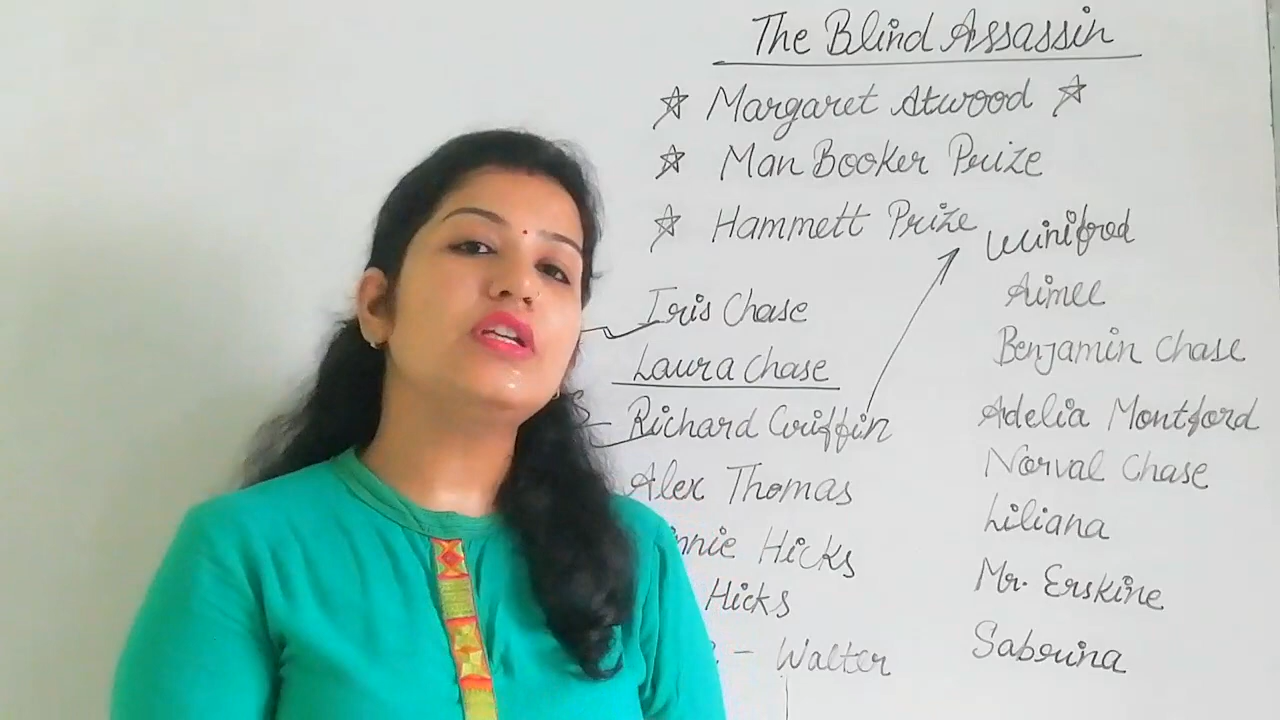 The Blind Assassin
☆ Margaret Atwood ☆
☆ Man Booker Prize
☆ Hammett Prize
Iris Chase
Laura Chase
Richard Griffin
Alex Thomas
Hicks
Hicks
- Walter
Winifred
Aimee
Benjamin Chase
Adelia Montford
Norval Chase
Liliana
Mr. Erskine
Sabrina